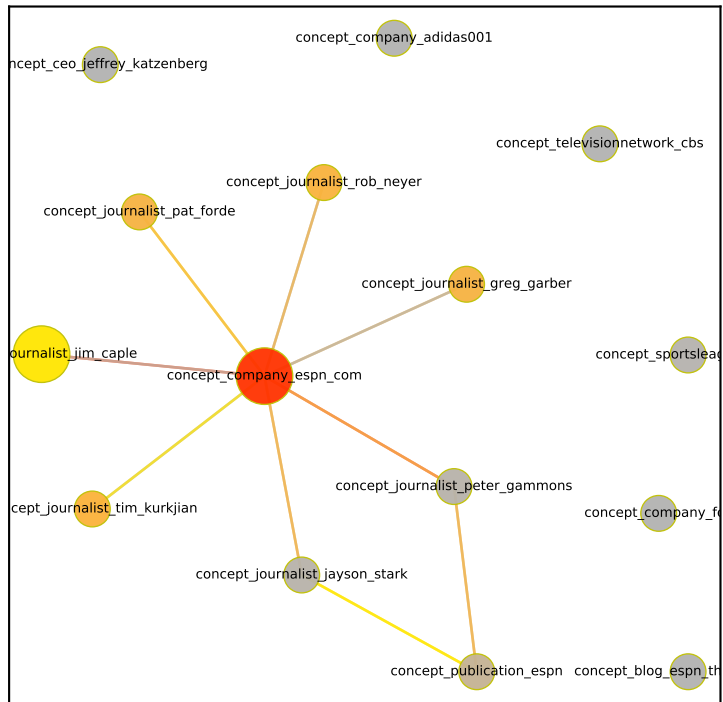 concept_company_adidas001
ncept_ceo_jeffrey_katzenberg
concept_televisionnetwork_cbs
concept_journalist_rob_neyer
concept_journalist_pat_forde
concept_journalist_greg_garber
ournalist_jim_caple
concept_sportsleag
concept_company_espn_com
concept_journalist_peter_gammons
cept_journalist_tim_kurkjian
concept_company_fo
concept_journalist_jayson_stark
concept_publication_espn
concept_blog_espn_th